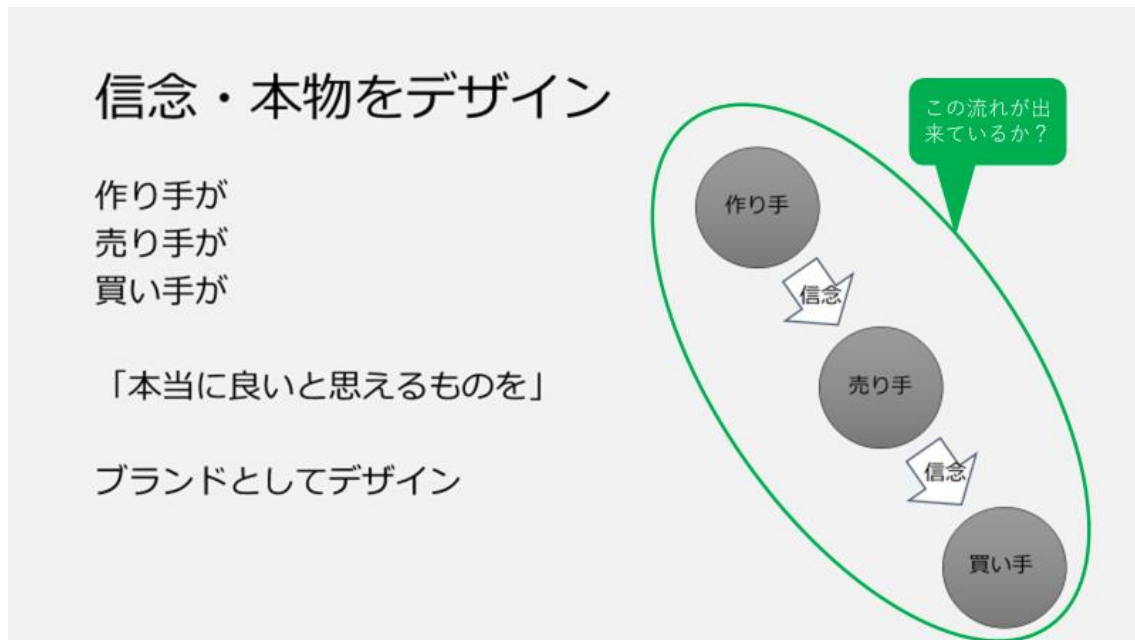 信念・本物をデザイン
作り手が
売り手が
買い手が
「本当に良いと思えるものを」
ブランドとしてデザイン
この流れが出
来ているか？
作り手
信念
売り手
信念
買い手